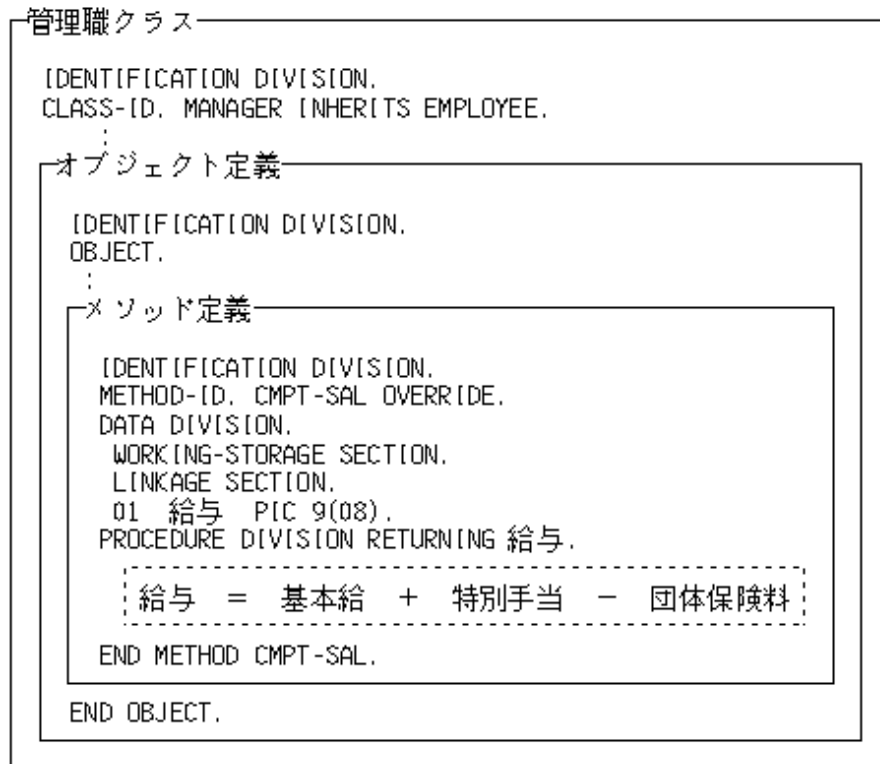 管理職クラス
IDENTIFICATION DIVISION.
CLASS-ID. MANAGER INHERITS EMPLOYEE.
:
オブジェクト定義
IDENTIFICATION DIVISION.
OBJECT.
:
メソッド定義
IDENTIFICATION DIVISION.
METHOD-ID. CMPT-SAL OVERRIDE.
DATA DIVISION.
WORKING-STORAGE SECTION.
LINKAGE SECTION.
01 給与 PIC 9(08).
PROCEDURE DIVISION RETURNING 給与.
給与 = 基本給 + 特別手当 - 団体保険料
END METHOD CMPT-SAL.
END OBJECT.